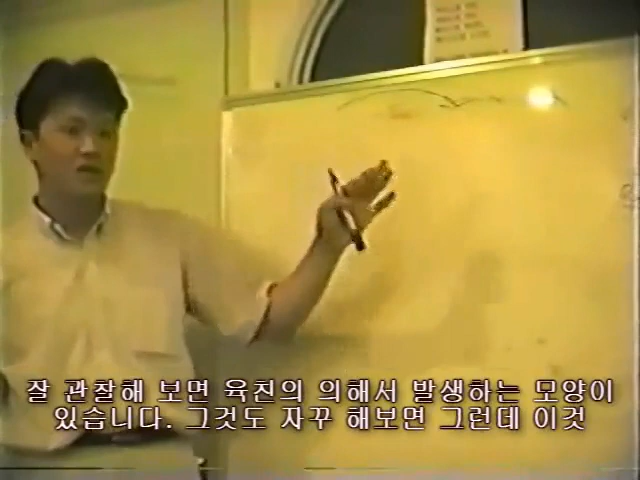 잘 관찰해 보면 육친의 의해서 발생하는 모양이
있습니다. 그것도 자꾸 해보면 그런데 이것